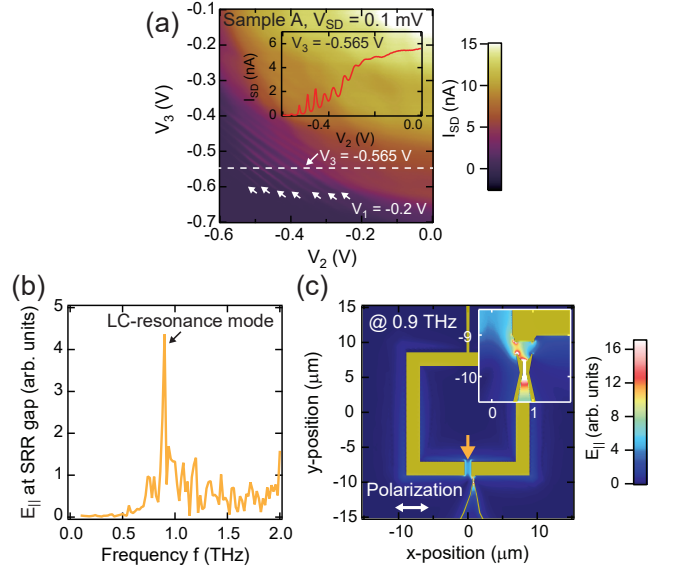 (a)
Sample A, V_SD = 0.1 mV
V_3 = -0.565 V
I_SD (nA)
6
4
2
0
-0.4
0.0
V_2 (V)
V_3 = -0.565 V
V_1 = -0.2 V
V_3 (V)
-0.1
-0.2
-0.3
-0.4
-0.5
-0.6
-0.7
-0.6
-0.4
-0.2
0.0
V_2 (V)
I_SD (nA)
15
10
5
0
(b)
LC-resonance mode
E_|| at SRR gap (arb. units)
5
4
3
2
1
0
0.0
0.5
1.0
1.5
2.0
Frequency f (THz)
(c)
@ 0.9 THz
-9
-10
0
1
Polarization
y-position (μm)
15
10
5
0
-5
-10
-15
-10
0
10
x-position (μm)
E_|| (arb. units)
16
12
8
4
0